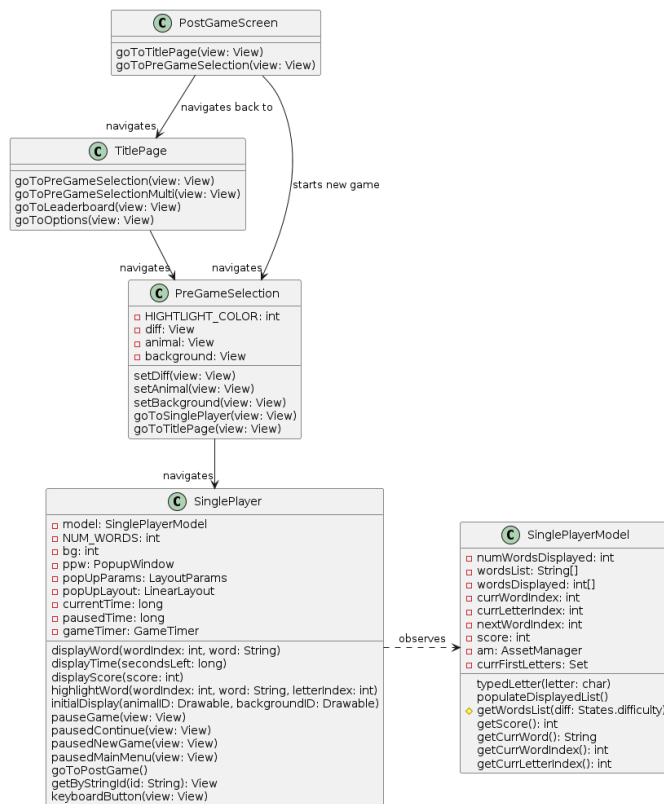 C PostGameScreen
goToTitlePage(view: View)
goToPreGameSelection(view: View)
navigates back to
navigates
C TitlePage
goToPreGameSelection(view: View)
goToPreGameSelectionMulti(view: View)
goToLeaderboard(view: View)
goToOptions(view: View)
starts new game
navigates
navigates
C PreGameSelection
HIGHTLIGHT_COLOR: int
diff: View
animal: View
background: View
setDiff(view: View)
setAnimal(view: View)
setBackground(view: View)
goToSinglePlayer(view: View)
goToTitlePage(view: View)
navigates
C SinglePlayer
model: SinglePlayerModel
NUM_WORDS: int
bg: int
ppw: PopupWindow
popUpParams: LayoutParams
popUpLayout: LinearLayout
currentTime: long
pausedTime: long
gameTimer: GameTimer
displayWord(wordIndex: int, word: String)
displayTime(secondsLeft: long)
displayScore(score: int)
highlightWord(wordIndex: int, word: String, letterIndex: int)
initialDisplay(animalID: Drawable, backgroundID: Drawable)
pauseGame(view: View)
pausedContinue(view: View)
pausedNewGame(view: View)
pausedMainMenu(view: View)
goToPostGame()
getByStringId(id: String): View
keyboardButton(view: View)
observes
C SinglePlayerModel
numWordsDisplayed: int
wordsList: String[]
wordsDisplayed: int[]
currWordIndex: int
currLetterIndex: int
nextWordIndex: int
score: int
am: AssetManager
currFirstLetters: Set
typedLetter(letter: char)
populateDisplayedList()
getWordsList(diff: States.difficulty)
getScore(): int
getCurrWord(): String
getCurrWordIndex(): int
getCurrLetterIndex(): int